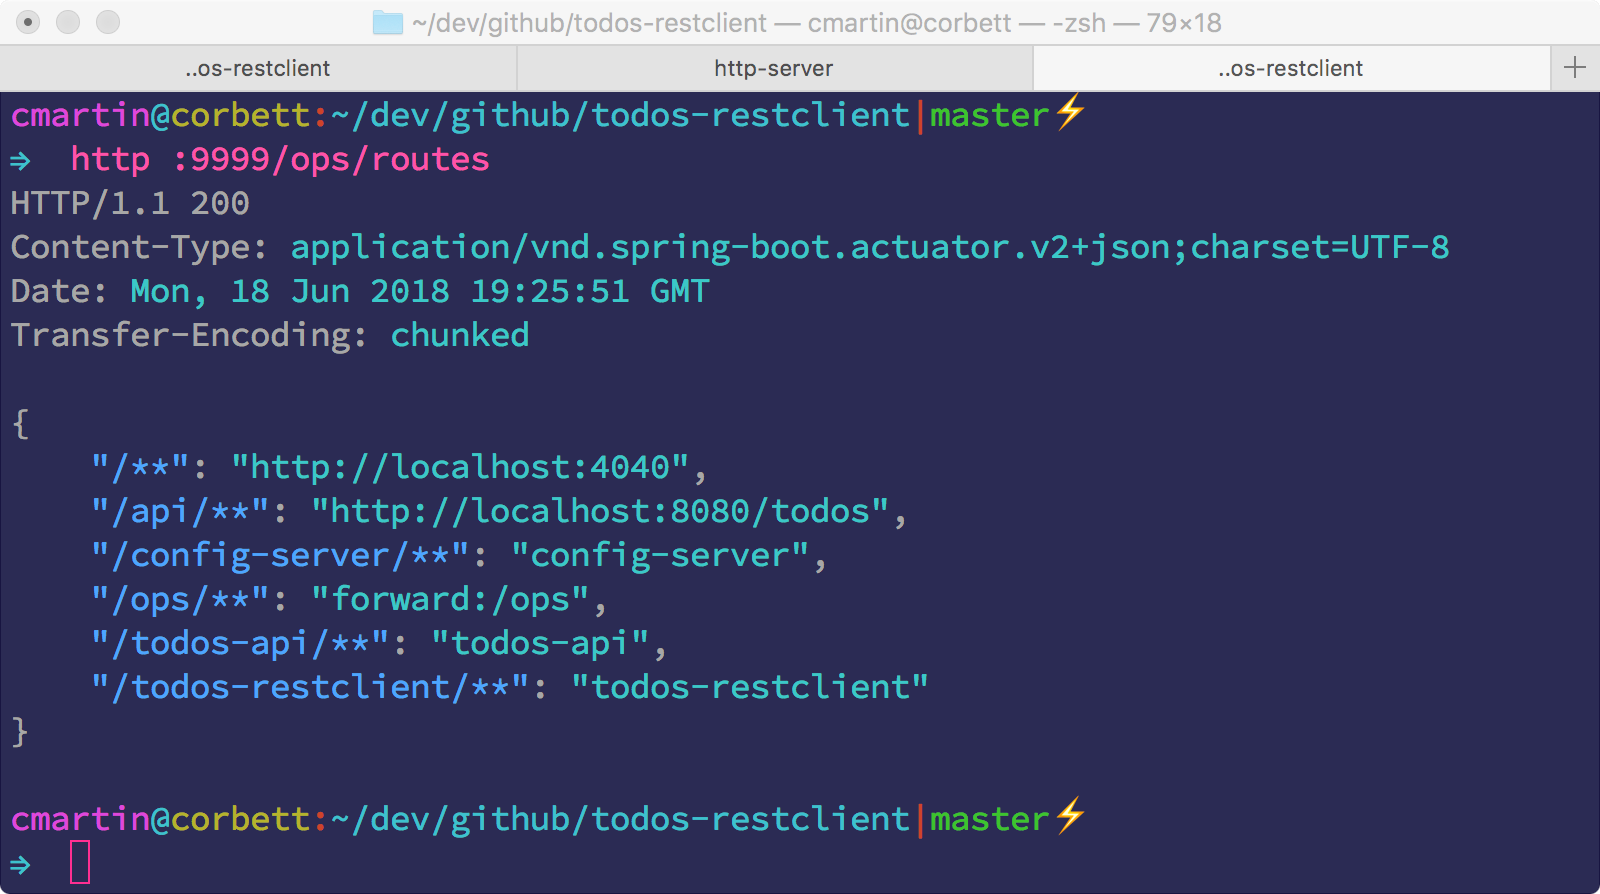 ~/dev/github/todos-restclient — cmartin@corbett — -zsh — 79×18
..os-restclient http-server ..os-restclient +
cmartin@corbett:~/dev/github/todos-restclient|master⚡
⇒  http :9999/ops/routes
HTTP/1.1 200
Content-Type: application/vnd.spring-boot.actuator.v2+json;charset=UTF-8
Date: Mon, 18 Jun 2018 19:25:51 GMT
Transfer-Encoding: chunked

{
    "/**": "http://localhost:4040",
    "/api/**": "http://localhost:8080/todos",
    "/config-server/**": "config-server",
    "/ops/**": "forward:/ops",
    "/todos-api/**": "todos-api",
    "/todos-restclient/**": "todos-restclient"
}

cmartin@corbett:~/dev/github/todos-restclient|master⚡
⇒